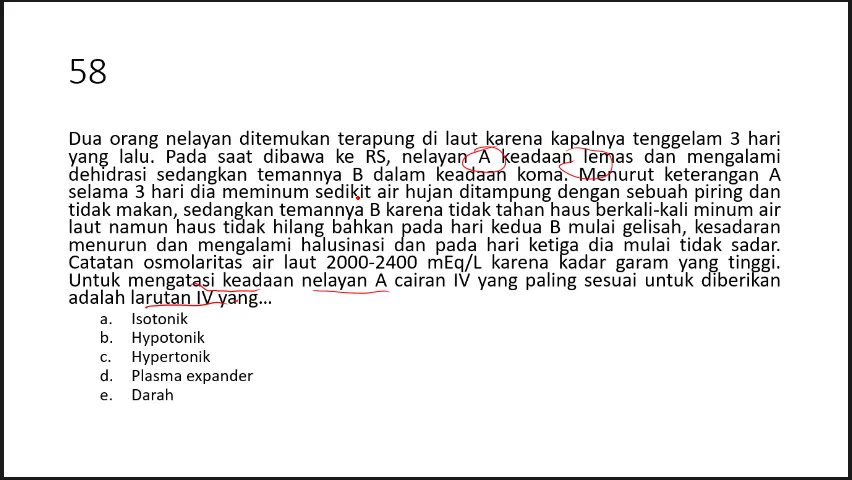 58
Dua orang nelayan ditemukan terapung di laut karena kapalnya tenggelam 3 hari
yang lalu. Pada saat dibawa ke RS, nelayan A keadaan lemas dan mengalami
dehidrasi sedangkan temannya B dalam keadaan koma. Menurut keterangan A
selama 3 hari dia meminum sedikit air hujan ditampung dengan sebuah piring dan
tidak makan, sedangkan temannya B karena tidak tahan haus berkali-kali minum air
laut namun haus tidak hilang bahkan pada hari kedua B mulai gelisah, kesadaran
menurun dan mengalami halusinasi dan pada hari ketiga dia mulai tidak sadar.
Catatan osmolaritas air laut 2000-2400 mEq/L karena kadar garam yang tinggi.
Untuk mengatasi keadaan nelayan A cairan IV yang paling sesuai untuk diberikan
adalah larutan IV yang...
a. Isotonik
b. Hypotonik
c. Hypertonik
d. Plasma expander
e. Darah